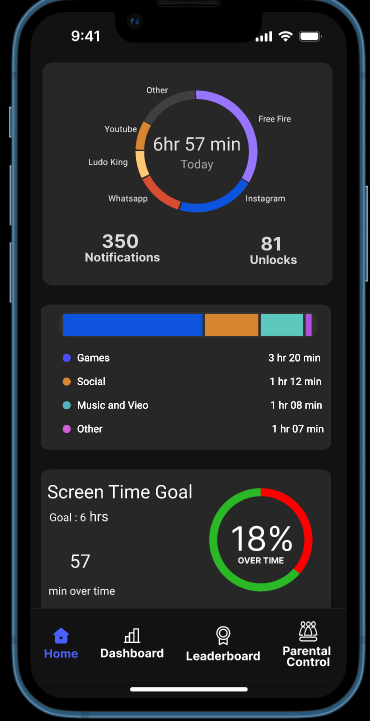 9:41
Other
Free Fire
Youtube
6hr 57 min
Ludo King
Today
Whatsapp
Instagram
350
Notifications
81
Unlocks
Games 3 hr 20 min
Social 1 hr 12 min
Music and Vieo 1 hr 08 min
Other 1 hr 07 min
Screen Time Goal
Goal : 6 hrs
57
min over time
18%
OVER TIME
Home
Dashboard
Leaderboard
Parental
Control